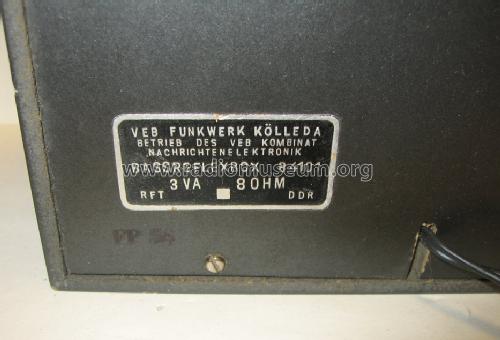 VEB FUNKWERK KÖLLEDA
BETRIEB DES VEB KOMBINAT
NACHRICHTENELEKTRONIK
www.radiomuseum.org
3 VA 8 OHM
RFT DDR